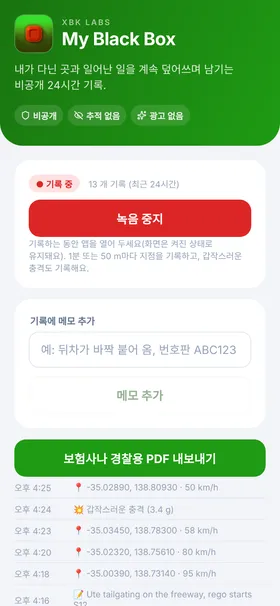 XBK LABS
My Black Box
내가 다닌 곳과 일어난 일을 계속 덮어쓰며 남기는
비공개 24시간 기록.
비공개 추적 없음 광고 없음
기록 중 13 개 기록 (최근 24시간)
녹음 중지
기록하는 동안 앱을 열어 두세요(화면은 켜진 상태로
유지돼요). 1분 또는 50 m마다 지점을 기록하고, 갑작스러운
충격도 기록해요.
기록에 메모 추가
예: 뒤차가 바짝 붙어 옴, 번호판 ABC123
메모 추가
보험사나 경찰용 PDF 내보내기
오후 4:25 📍 -35.02890, 138.80930 · 50 km/h
오후 4:24 💥 갑작스러운 충격 (3.4 g)
오후 4:23 📍 -35.03450, 138.78300 · 58 km/h
오후 4:20 📍 -35.02320, 138.75610 · 80 km/h
오후 4:18 📍 -35.00390, 138.73140 · 95 km/h
오후 4:16 📝 Ute tailgating on the freeway, rego starts
S12